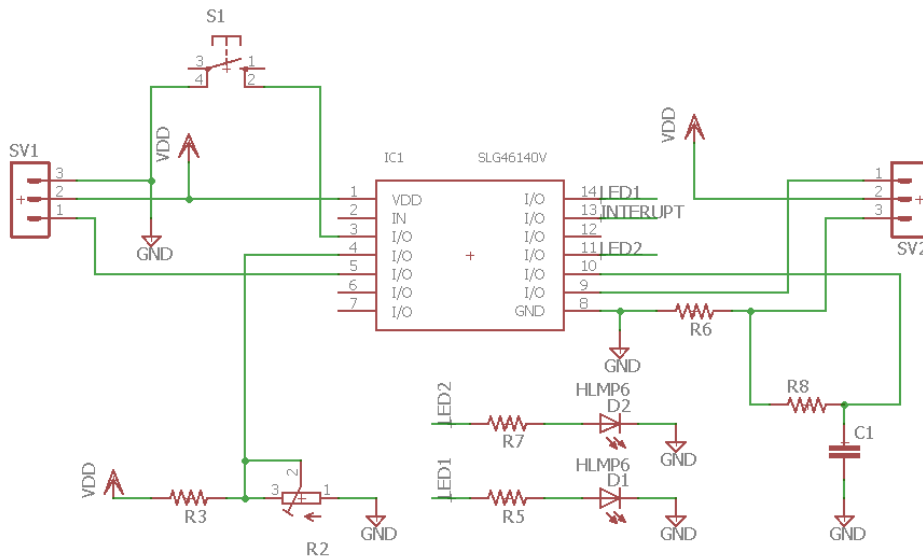 S1
3 1
4 2
VDD
VDD
SV1
3
2
1
GND
IC1 SLG46140V
1 VDD I/O 14 LED1
2 IN I/O 13 INTERUPT
3 I/O I/O 12
4 I/O I/O 11 LED2
5 I/O I/O 10
6 I/O I/O 9
7 I/O GND 8
1
2
3
SV2
R6
GND
R8
C1
GND
LED2
R7
HLMP6
D2
GND
VDD
R3
3 2 1
R2
GND
LED1
R5
HLMP6
D1
GND